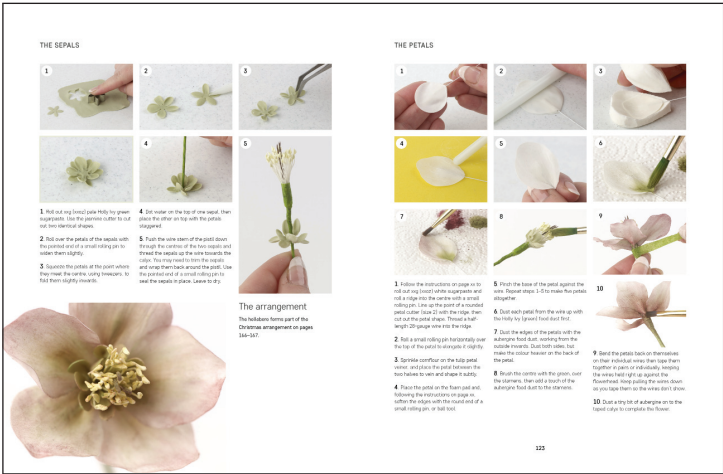 THE SEPALS
1
2
3
4
5
1. Roll out xxg (xxoz) pale Holly Ivy green
sugarpaste. Use the jasmine cutter to cut
out two identical shapes.
2. Roll over the petals of the sepals with
the pointed end of a small rolling pin to
widen them slightly.
3. Squeeze the petals at the point where
they meet the centre, using tweezers, to
fold them slightly inwards.
4. Dot water on the top of one sepal, then
place the other on top with the petals
staggered.
5. Push the wire stem of the pistil down
through the centres of the two sepals and
thread the sepals up the wire towards the
calyx. You may need to trim the sepals
and wrap them back around the pistil. Use
the pointed end of a small rolling pin to
seal the sepals in place. Leave to dry.
The arrangement
The hellebore forms part of the
Christmas arrangement on pages
166–167.
THE PETALS
1
2
3
4
5
6
7
8
9
10
1. Follow the instructions on page xx to
roll out xxg (xxoz) white sugarpaste and
roll a ridge into the centre with a small
rolling pin. Line up the point of a rounded
petal cutter (size 2) with the ridge, then
cut out the petal shape. Thread a half-
length 28-gauge wire into the ridge.
2. Roll a small rolling pin horizontally over
the top of the petal to elongate it slightly.
3. Sprinkle cornflour on the tulip petal
veiner, and place the petal between the
two halves to vein and shape it subtly.
4. Place the petal on the foam pad and,
following the instructions on page xx,
soften the edges with the round end of a
small rolling pin, or ball tool.
5. Pinch the base of the petal against the
wire. Repeat steps 1–5 to make five petals
altogether.
6. Dust each petal from the wire up with
the Holly Ivy (green) food dust first.
7. Dust the edges of the petals with the
aubergine food dust, working from the
outside inwards. Dust both sides, but
make the colour heavier on the back of
the petal.
8. Brush the centre with the green, over
the stamens, then add a touch of the
aubergine food dust to the stamens.
9. Bend the petals back on themselves
on their individual wires then tape them
together in pairs or individually, keeping
the wires held right up against the
flowerhead. Keep pulling the wires down
as you tape them so the wires don't show.
10. Dust a tiny bit of aubergine on to the
taped calyx to complete the flower.
123